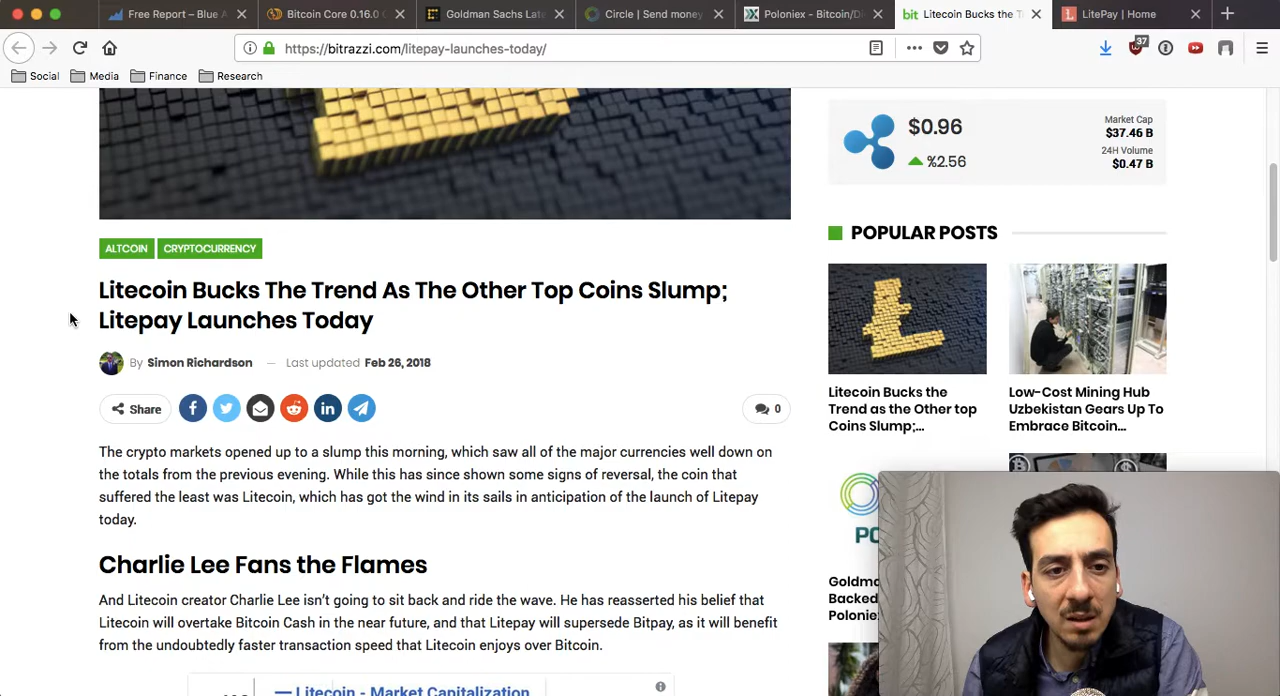 Free Report – Blue A
Bitcoin Core 0.16.0
Goldman Sachs Late
Circle | Send money
Poloniex - Bitcoin/Di
bit Litecoin Bucks the T
LitePay | Home
https://bitrazzi.com/litepay-launches-today/
37
Social Media Finance Research
$0.96
%2.56
Market Cap
$37.46 B
24H Volume
$0.47 B
ALTCOIN CRYPTOCURRENCY
Litecoin Bucks The Trend As The Other Top Coins Slump;
Litepay Launches Today
By Simon Richardson — Last updated Feb 26, 2018
Share
0
The crypto markets opened up to a slump this morning, which saw all of the major currencies well down on
the totals from the previous evening. While this has since shown some signs of reversal, the coin that
suffered the least was Litecoin, which has got the wind in its sails in anticipation of the launch of Litepay
today.
Charlie Lee Fans the Flames
And Litecoin creator Charlie Lee isn't going to sit back and ride the wave. He has reasserted his belief that
Litecoin will overtake Bitcoin Cash in the near future, and that Litepay will supersede Bitpay, as it will benefit
from the undoubtedly faster transaction speed that Litecoin enjoys over Bitcoin.
Litecoin - Market Capitalization
POPULAR POSTS
Litecoin Bucks the
Trend as the Other top
Coins Slump;...
Low-Cost Mining Hub
Uzbekistan Gears Up To
Embrace Bitcoin...
PO
Goldma
Backed
Polonie